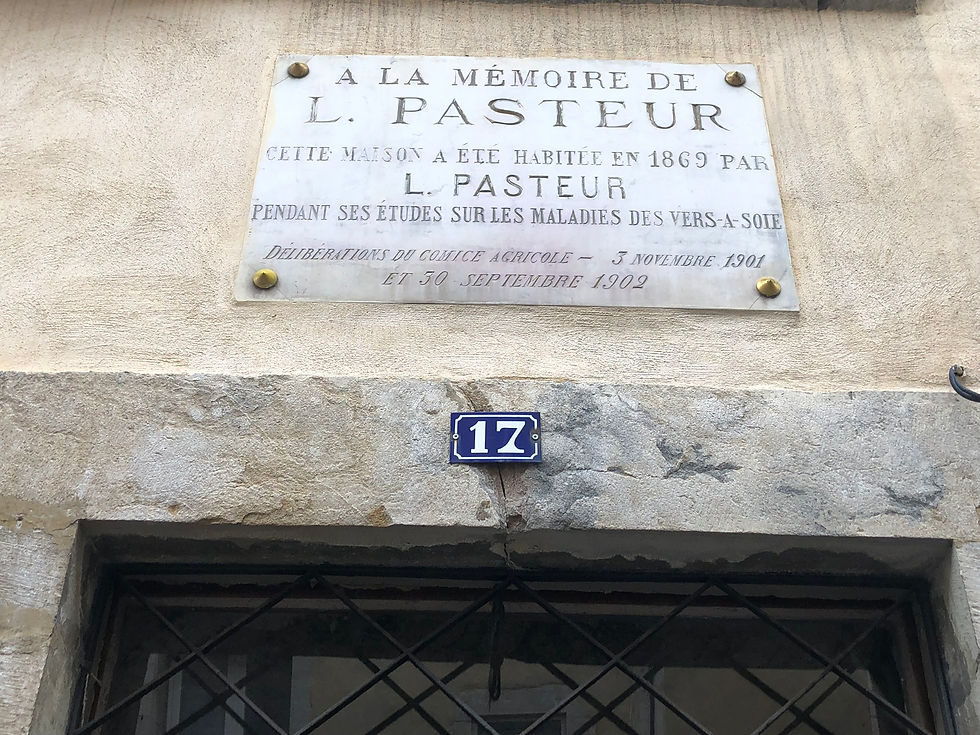 A LA MÉMOIRE DE
L. PASTEUR
CETTE MAISON A ÉTÉ HABITÉE EN 1869 PAR
L. PASTEUR
PENDANT SES ÉTUDES SUR LES MALADIES DES VERS-A-SOIE
DÉLIBÉRATIONS DU COMICE AGRICOLE — 3 NOVEMBRE 1901
ET 30 SEPTEMBRE 1902
17